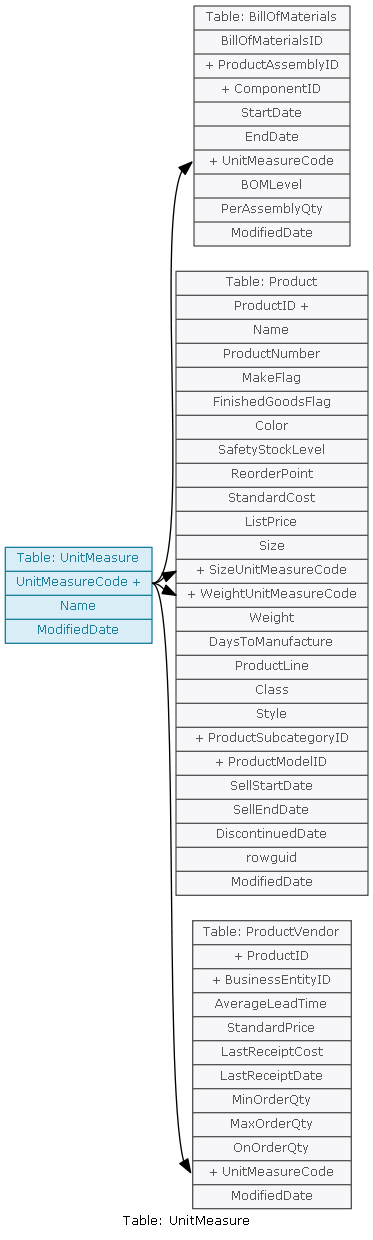 Table: BillOfMaterials
BillOfMaterialsID
+ ProductAssemblyID
+ ComponentID
StartDate
EndDate
+ UnitMeasureCode
BOMLevel
PerAssemblyQty
ModifiedDate
Table: Product
ProductID +
Name
ProductNumber
MakeFlag
FinishedGoodsFlag
Color
SafetyStockLevel
ReorderPoint
StandardCost
ListPrice
Size
+ SizeUnitMeasureCode
+ WeightUnitMeasureCode
Weight
DaysToManufacture
ProductLine
Class
Style
+ ProductSubcategoryID
+ ProductModelID
SellStartDate
SellEndDate
DiscontinuedDate
rowguid
ModifiedDate
Table: UnitMeasure
UnitMeasureCode +
Name
ModifiedDate
Table: ProductVendor
+ ProductID
+ BusinessEntityID
AverageLeadTime
StandardPrice
LastReceiptCost
LastReceiptDate
MinOrderQty
MaxOrderQty
OnOrderQty
+ UnitMeasureCode
ModifiedDate
Table: UnitMeasure